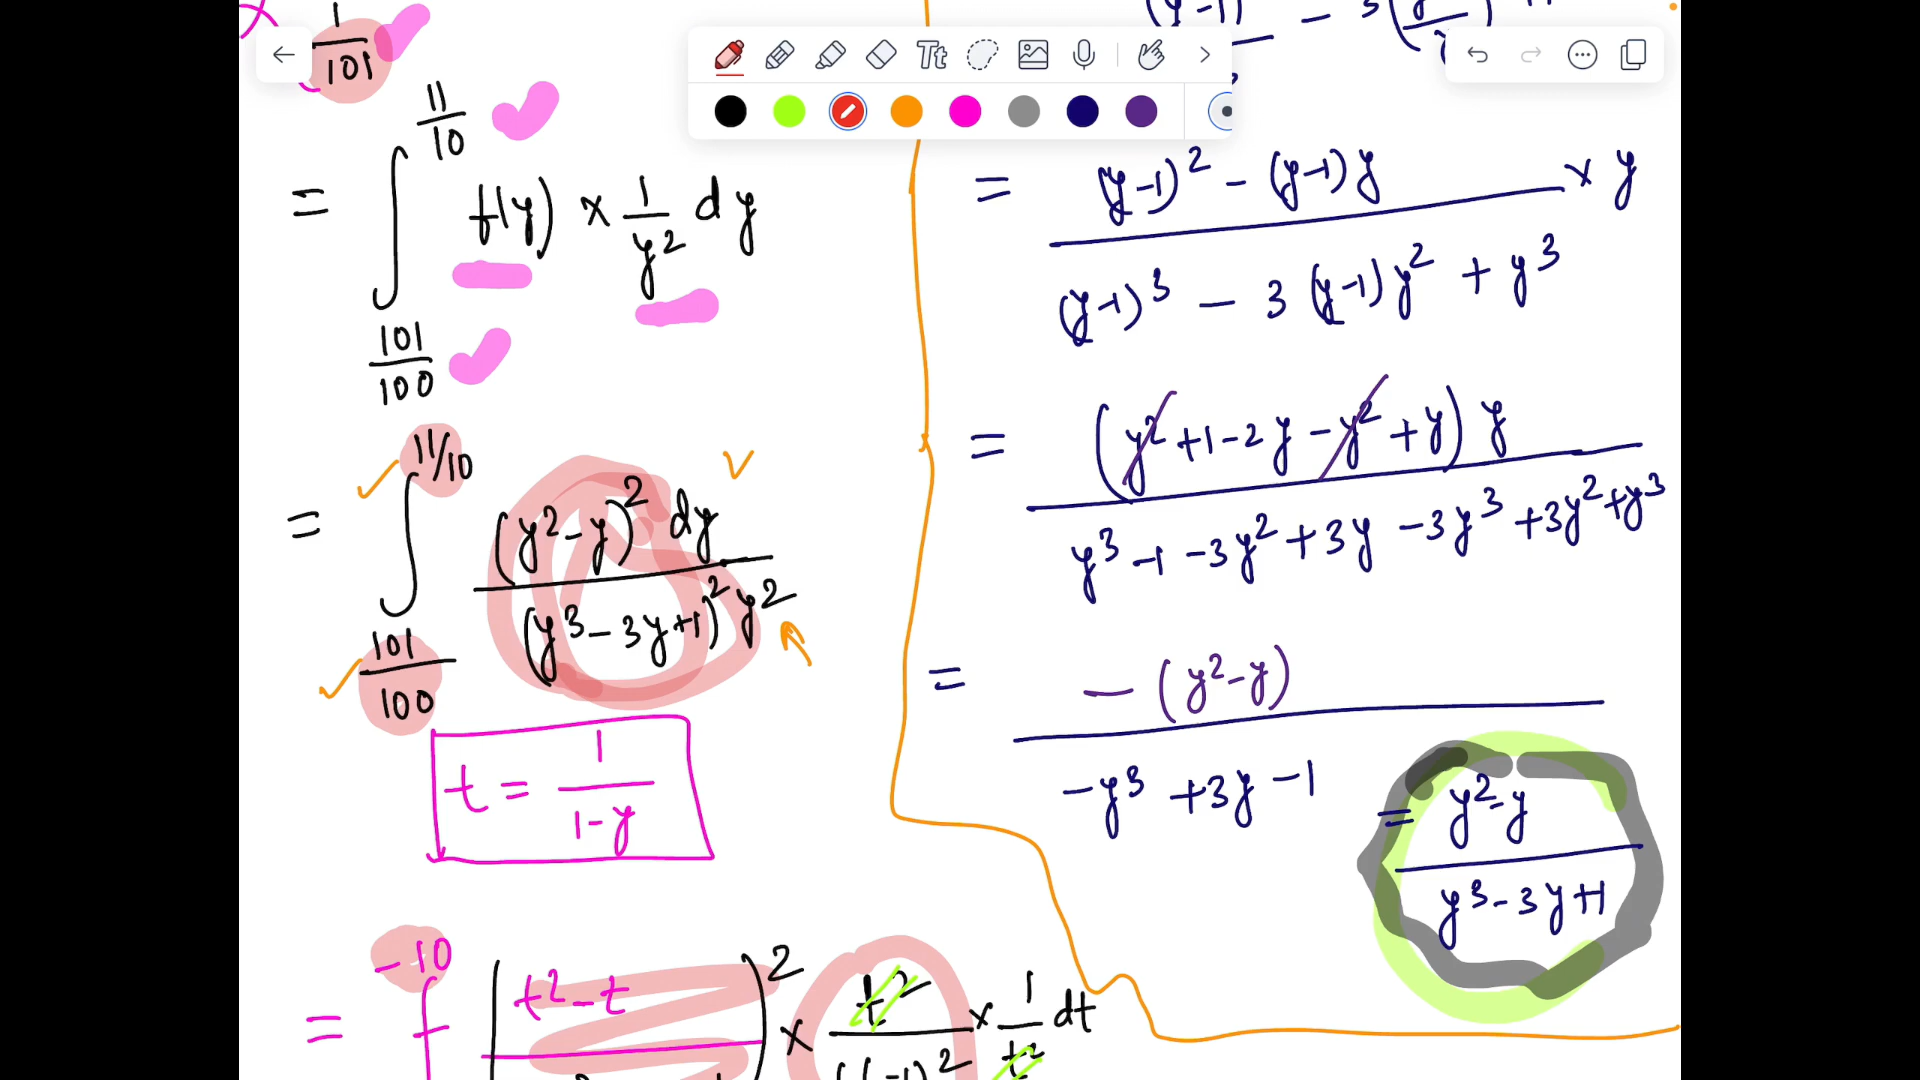 1/101
= ∫_{101/100}^{11/10} f(y) × 1/y² dy
= ∫_{101/100}^{11/10} (y²-y)² dy / (y³-3y+1)² y²
t = 1/(1-y)
-10
= ∫ (t²-t)² × t² × 1/t² dt
Tt
= ((y-1)² - (y-1)y) / ((y-1)³ - 3(y-1)y² + y³) × y
= (y²+1-2y-y²+y) y / (y³-1-3y²+3y-3y³+3y²+y³)
= -(y²-y) / (-y³+3y-1)
= (y²-y) / (y³-3y+1)